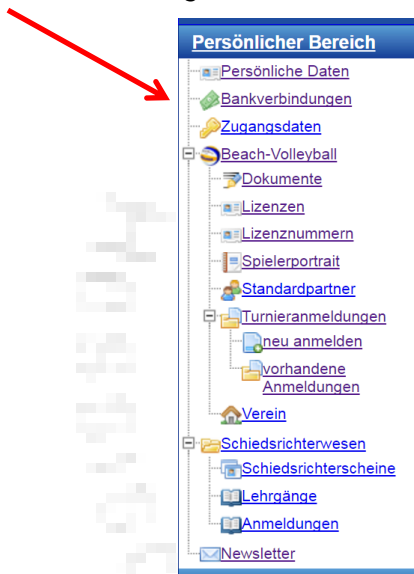 Persönlicher Bereich
Persönliche Daten
Bankverbindungen
Zugangsdaten
Beach-Volleyball
Dokumente
Lizenzen
Lizenznummern
Spielerportrait
Standardpartner
Turnieranmeldungen
neu anmelden
vorhandene
Anmeldungen
Verein
Schiedsrichterwesen
Schiedsrichterscheine
Lehrgänge
Anmeldungen
Newsletter